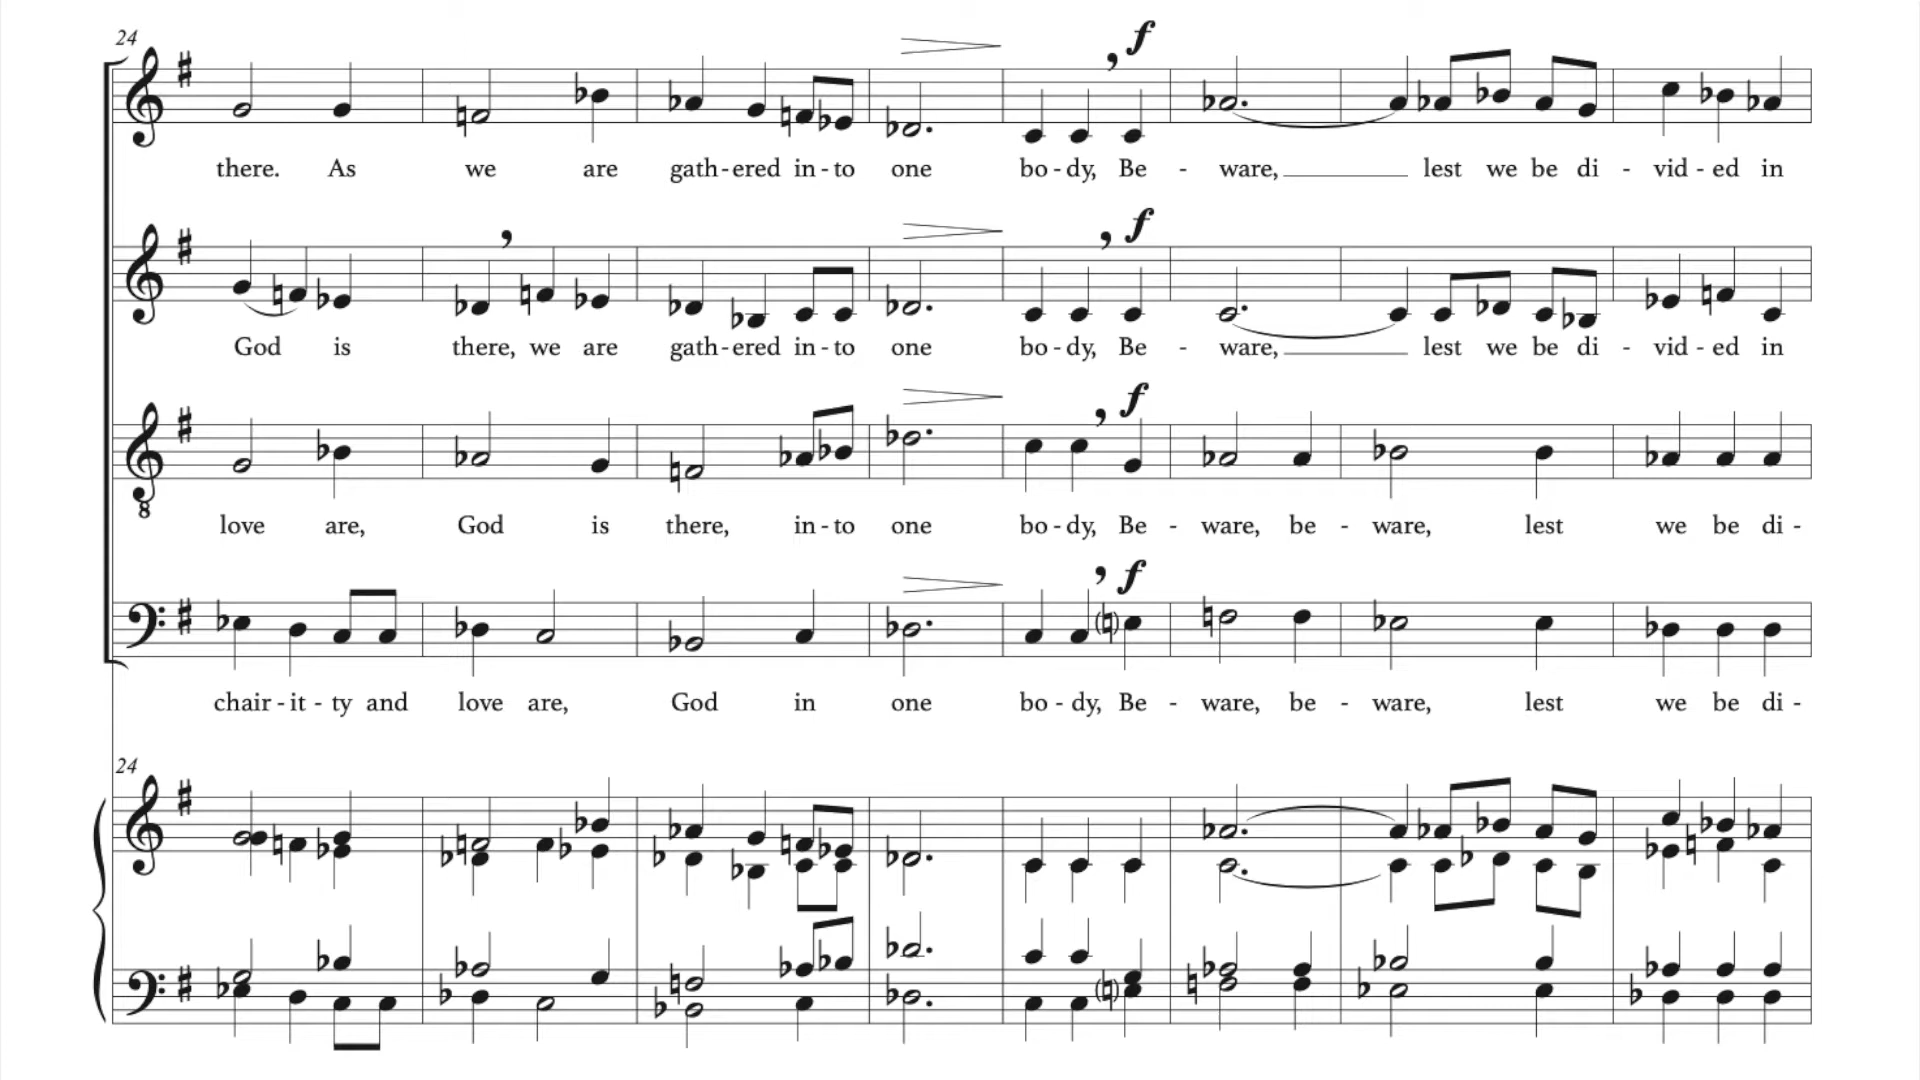 24
f
there. As we are gath-ered in-to one bo-dy, Be - ware, lest we be di - vid-ed in
f
God is there, we are gath-ered in-to one bo-dy, Be - ware, lest we be di - vid-ed in
f
8
love are, God is there, in-to one bo-dy, Be - ware, be - ware, lest we be di -
f
chair-it-ty and love are, God in one bo-dy, Be - ware, be - ware, lest we be di -
24